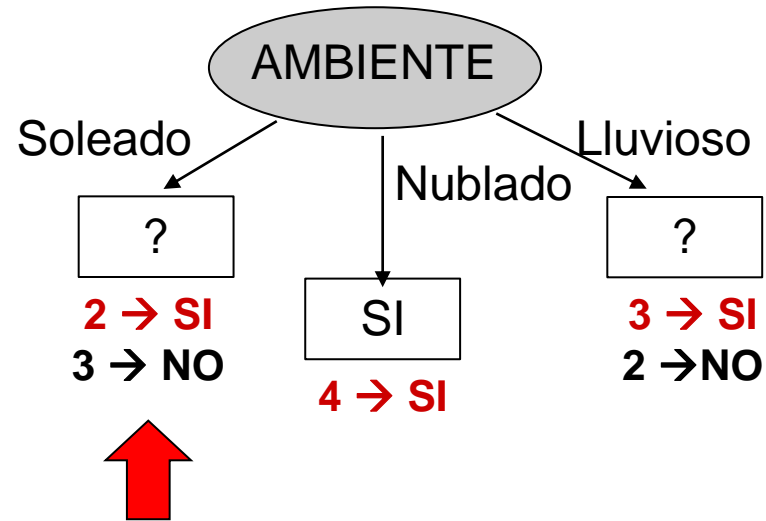 AMBIENTE
Soleado
Nublado
Lluvioso
?
2 → SI
3 → NO
SI
4 → SI
?
3 → SI
2 →NO